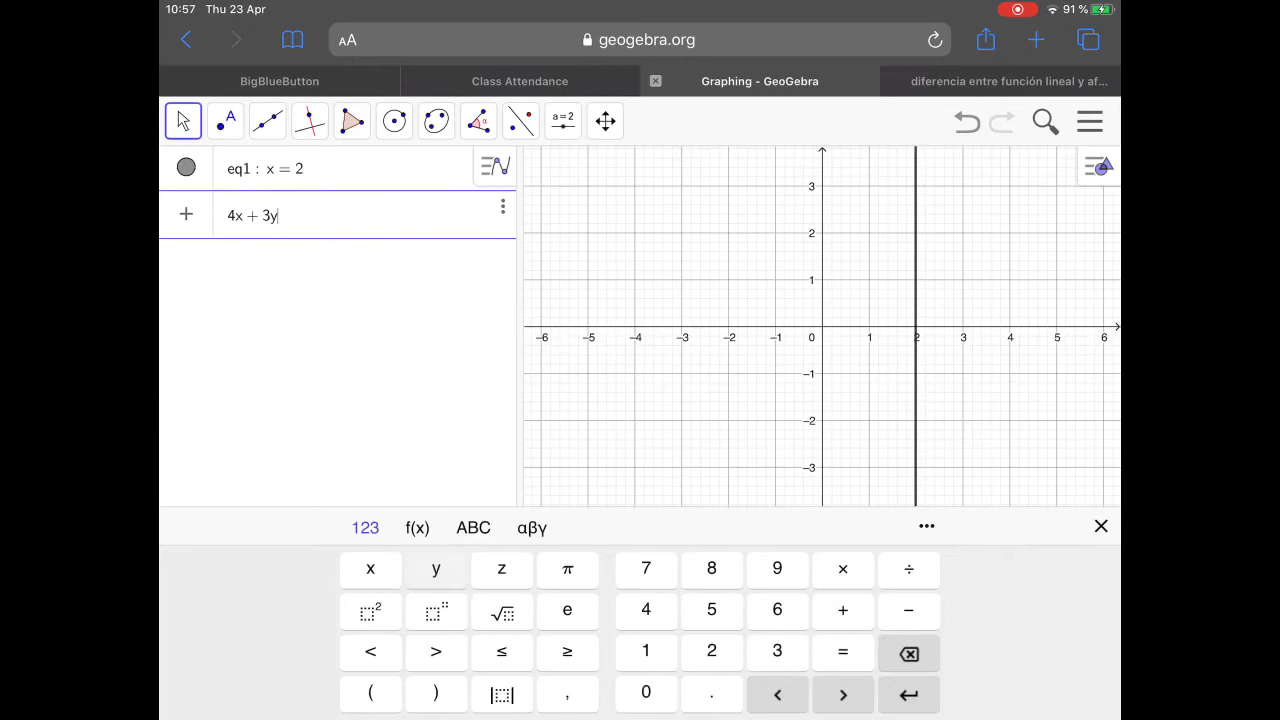 10:57 Thu 23 Apr 91 %
AA geogebra.org
BigBlueButton Class Attendance Graphing - GeoGebra diferencia entre función lineal y af...
A α a=2
eq1 : x = 2
4x + 3y
3
2
1
−6 −5 −4 −3 −2 −1 0 1 2 3 4 5 6
−1
−2
−3
123 f(x) ABC αβγ ...
x y z π 7 8 9 × ÷
2 √ e 4 5 6 + −
< > ≤ ≥ 1 2 3 =
( ) | | , 0 . < >